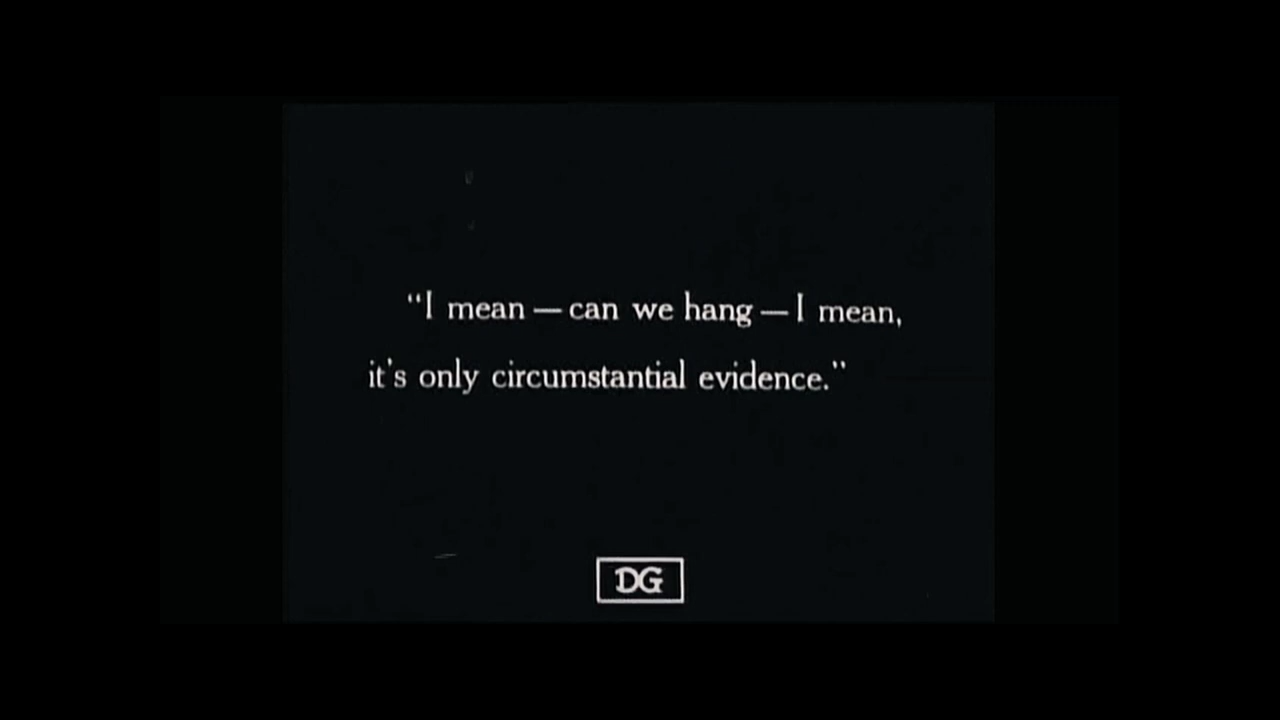 “I mean — can we hang — I mean,
it's only circumstantial evidence.”
DG